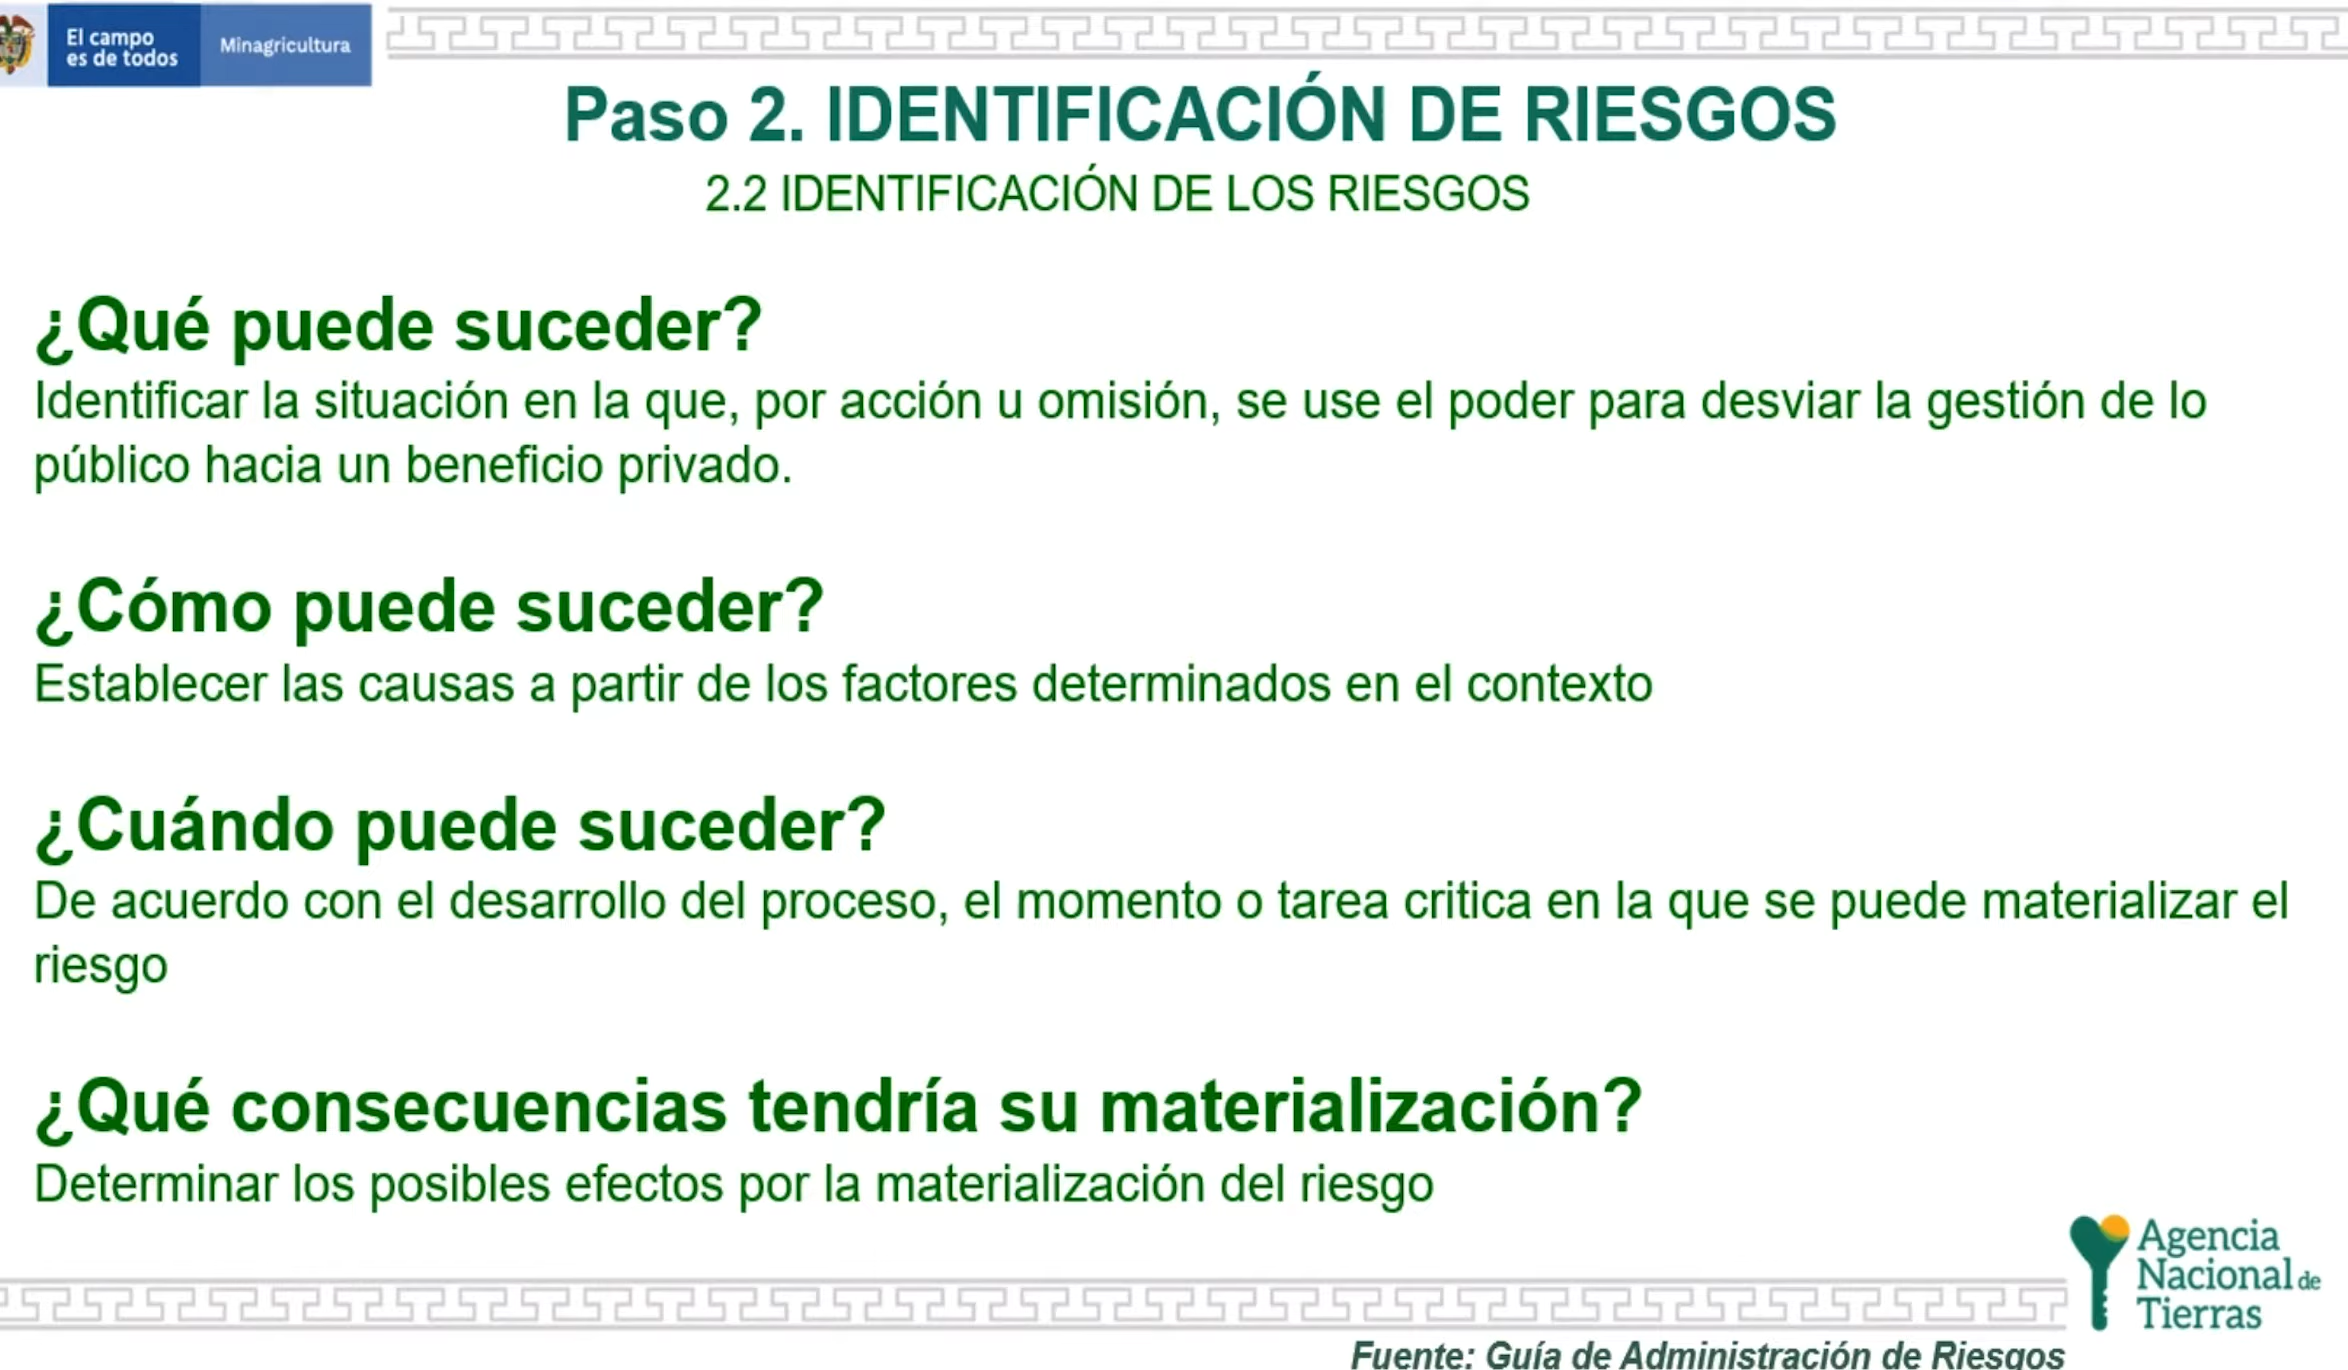 El campo
es de todos
Minagricultura
Paso 2. IDENTIFICACIÓN DE RIESGOS
2.2 IDENTIFICACIÓN DE LOS RIESGOS
¿Qué puede suceder?
Identificar la situación en la que, por acción u omisión, se use el poder para desviar la gestión de lo
público hacia un beneficio privado.
¿Cómo puede suceder?
Establecer las causas a partir de los factores determinados en el contexto
¿Cuándo puede suceder?
De acuerdo con el desarrollo del proceso, el momento o tarea critica en la que se puede materializar el
riesgo
¿Qué consecuencias tendría su materialización?
Determinar los posibles efectos por la materialización del riesgo
Agencia
Nacional de
Tierras
Fuente: Guía de Administración de Riesgos